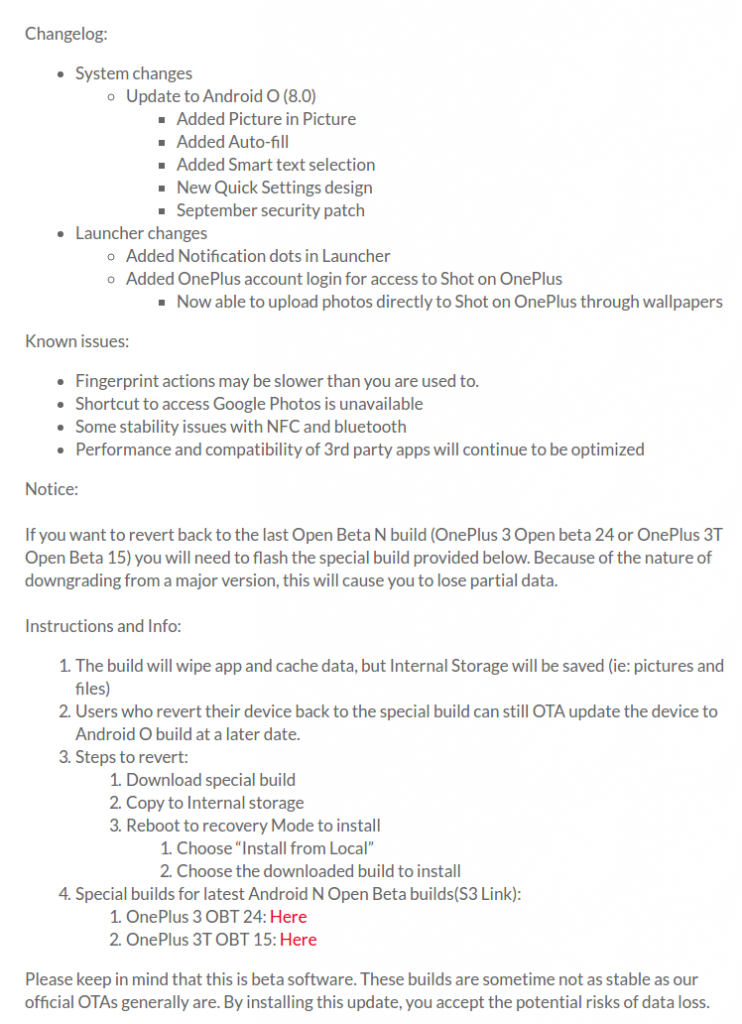 Changelog:
System changes
Update to Android O (8.0)
Added Picture in Picture
Added Auto-fill
Added Smart text selection
New Quick Settings design
September security patch
Launcher changes
Added Notification dots in Launcher
Added OnePlus account login for access to Shot on OnePlus
Now able to upload photos directly to Shot on OnePlus through wallpapers
Known issues:
Fingerprint actions may be slower than you are used to.
Shortcut to access Google Photos is unavailable
Some stability issues with NFC and bluetooth
Performance and compatibility of 3rd party apps will continue to be optimized
Notice:
If you want to revert back to the last Open Beta N build (OnePlus 3 Open beta 24 or OnePlus 3T
Open Beta 15) you will need to flash the special build provided below. Because of the nature of
downgrading from a major version, this will cause you to lose partial data.
Instructions and Info:
1. The build will wipe app and cache data, but Internal Storage will be saved (ie: pictures and
files)
2. Users who revert their device back to the special build can still OTA update the device to
Android O build at a later date.
3. Steps to revert:
1. Download special build
2. Copy to Internal storage
3. Reboot to recovery Mode to install
1. Choose “Install from Local”
2. Choose the downloaded build to install
4. Special builds for latest Android N Open Beta builds(S3 Link):
1. OnePlus 3 OBT 24: Here
2. OnePlus 3T OBT 15: Here
Please keep in mind that this is beta software. These builds are sometime not as stable as our
official OTAs generally are. By installing this update, you accept the potential risks of data loss.